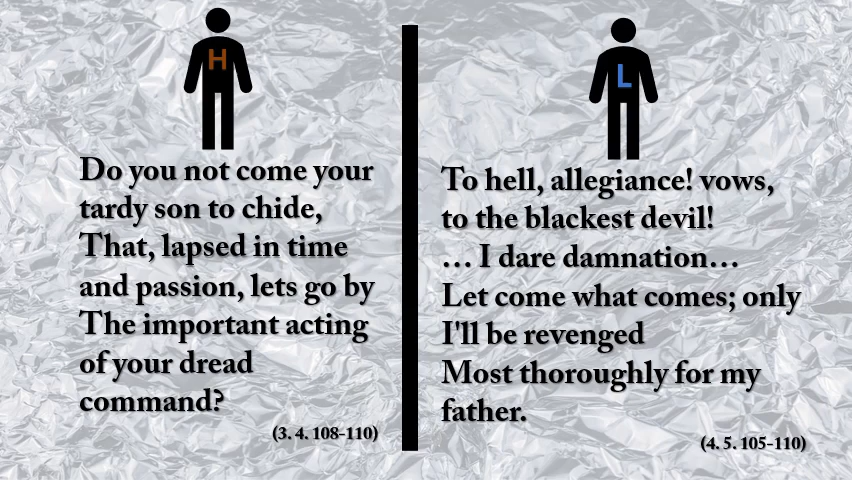 H
Do you not come your
tardy son to chide,
That, lapsed in time
and passion, lets go by
The important acting
of your dread
command?
(3. 4. 108-110)
L
To hell, allegiance! vows,
to the blackest devil!
… I dare damnation…
Let come what comes; only
I'll be revenged
Most thoroughly for my
father.
(4. 5. 105-110)